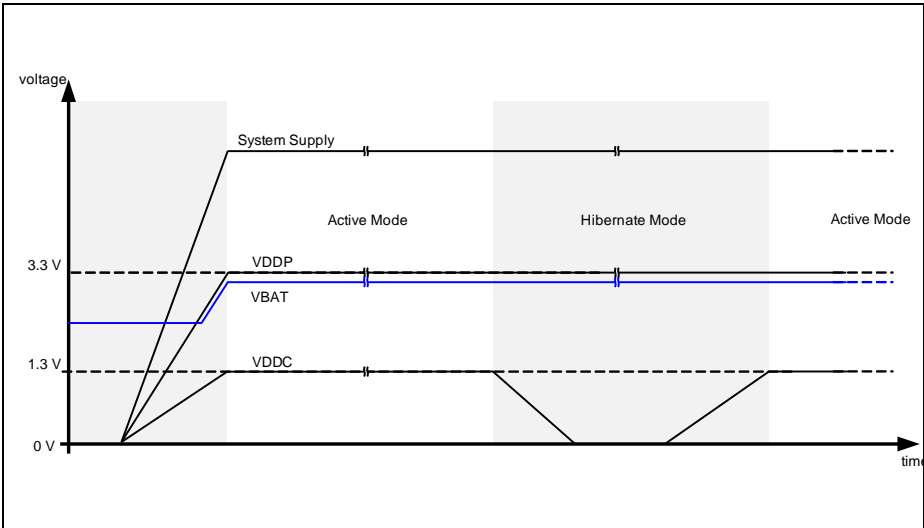 voltage
System Supply
Active Mode
Hibernate Mode
Active Mode
3.3 V
VDDP
VBAT
1.3 V
VDDC
0 V
time